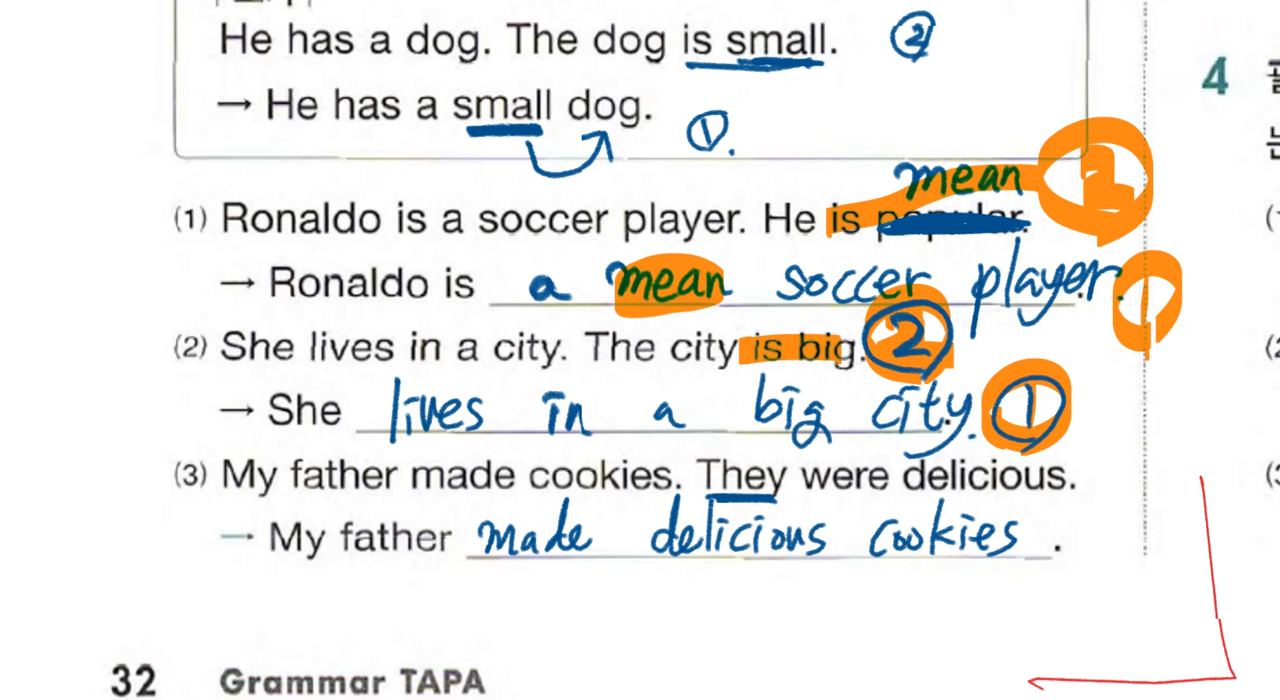 He has a dog. The dog is small. ②
→ He has a small dog. ①.
mean 2
(1) Ronaldo is a soccer player. He is popular.
→ Ronaldo is a mean soccer player. 1
(2) She lives in a city. The city is big. ②
→ She lives in a big city. ①
(3) My father made cookies. They were delicious.
→ My father made delicious cookies.
32 Grammar TAPA
4